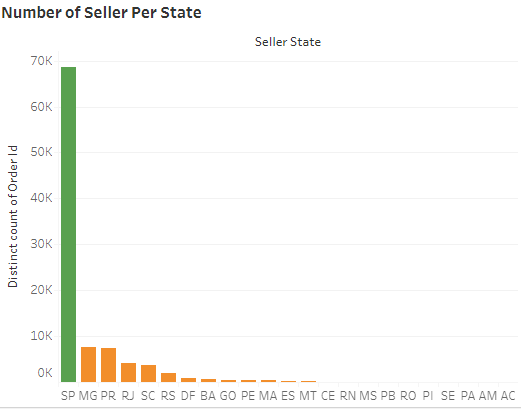 Number of Seller Per State
Seller State
Distinct count of Order Id
70K
60K
50K
40K
30K
20K
10K
0K
SP MG PR RJ SC RS DF BA GO PE MA ES MT CE RN MS PB RO PI SE PA AM AC